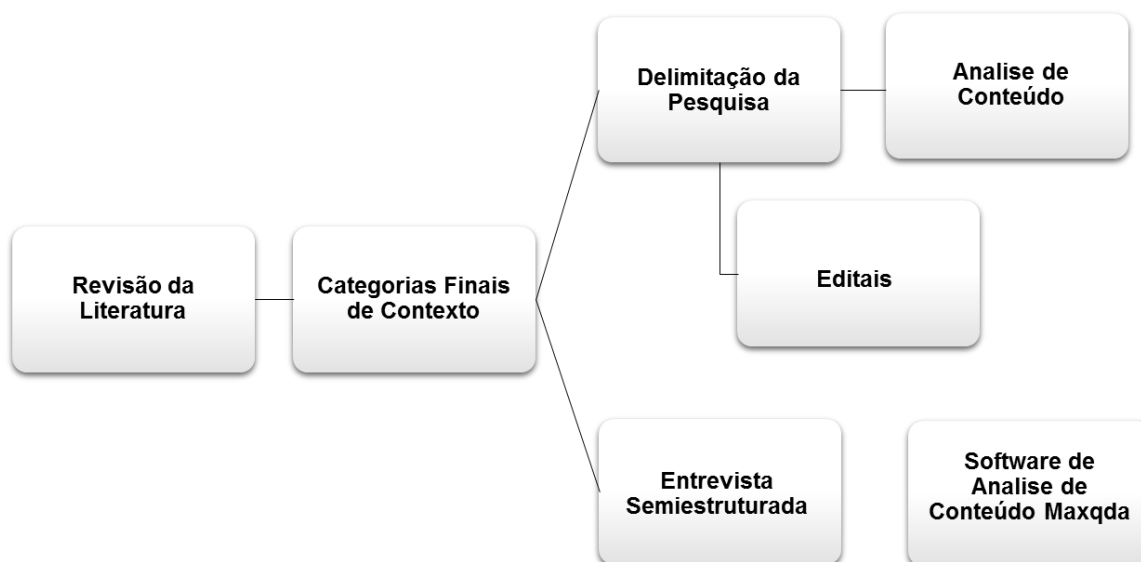 Delimitação da
Pesquisa
Analise de
Conteúdo
Editais
Revisão da
Literatura
Categorias Finais
de Contexto
Entrevista
Semiestruturada
Software de
Analise de
Conteúdo Maxqda